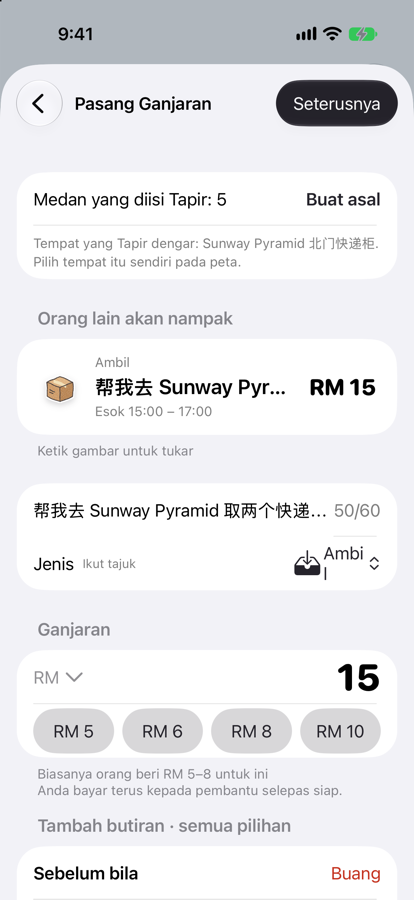 9:41
Pasang Ganjaran
Seterusnya
Medan yang diisi Tapir: 5
Buat asal
Tempat yang Tapir dengar: Sunway Pyramid 北门快递柜.
Pilih tempat itu sendiri pada peta.
Orang lain akan nampak
Ambil
帮我去 Sunway Pyr...
RM 15
Esok 15:00 – 17:00
Ketik gambar untuk tukar
帮我去 Sunway Pyramid 取两个快递...
50/60
Jenis
Ikut tajuk
Ambi
l
Ganjaran
RM
15
RM 5
RM 6
RM 8
RM 10
Biasanya orang beri RM 5–8 untuk ini
Anda bayar terus kepada pembantu selepas siap.
Tambah butiran · semua pilihan
Sebelum bila
Buang